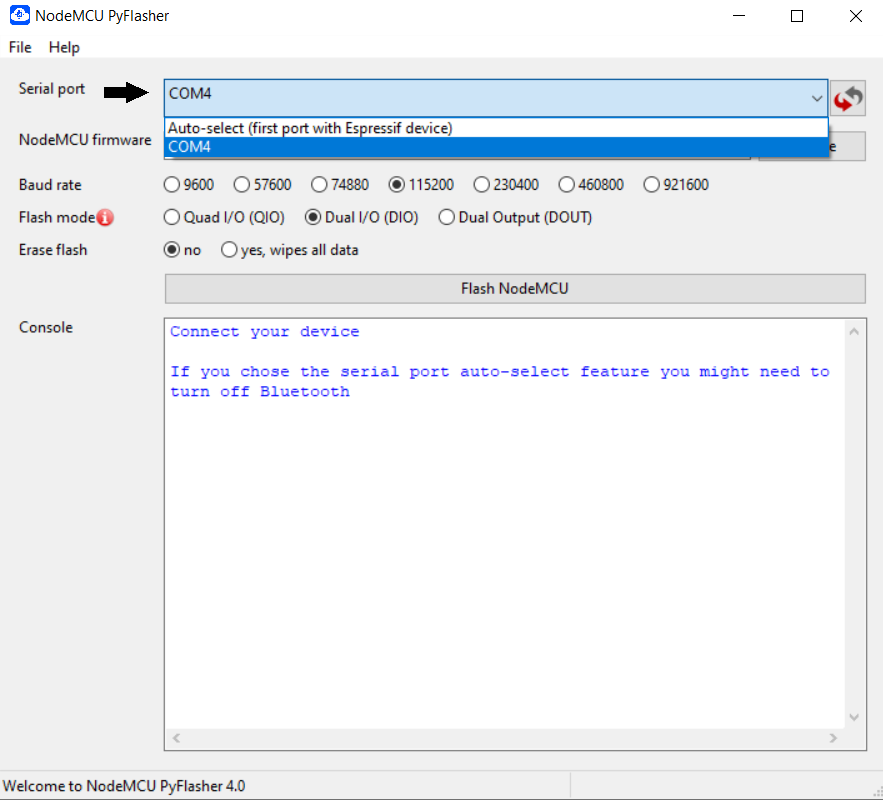 NodeMCU PyFlasher
File Help
Serial port COM4
Auto-select (first port with Espressif device)
COM4
NodeMCU firmware
Baud rate 9600 57600 74880 115200 230400 460800 921600
Flash mode Quad I/O (QIO) Dual I/O (DIO) Dual Output (DOUT)
Erase flash no yes, wipes all data
Flash NodeMCU
Console
Connect your device
If you chose the serial port auto-select feature you might need to
turn off Bluetooth
Welcome to NodeMCU PyFlasher 4.0